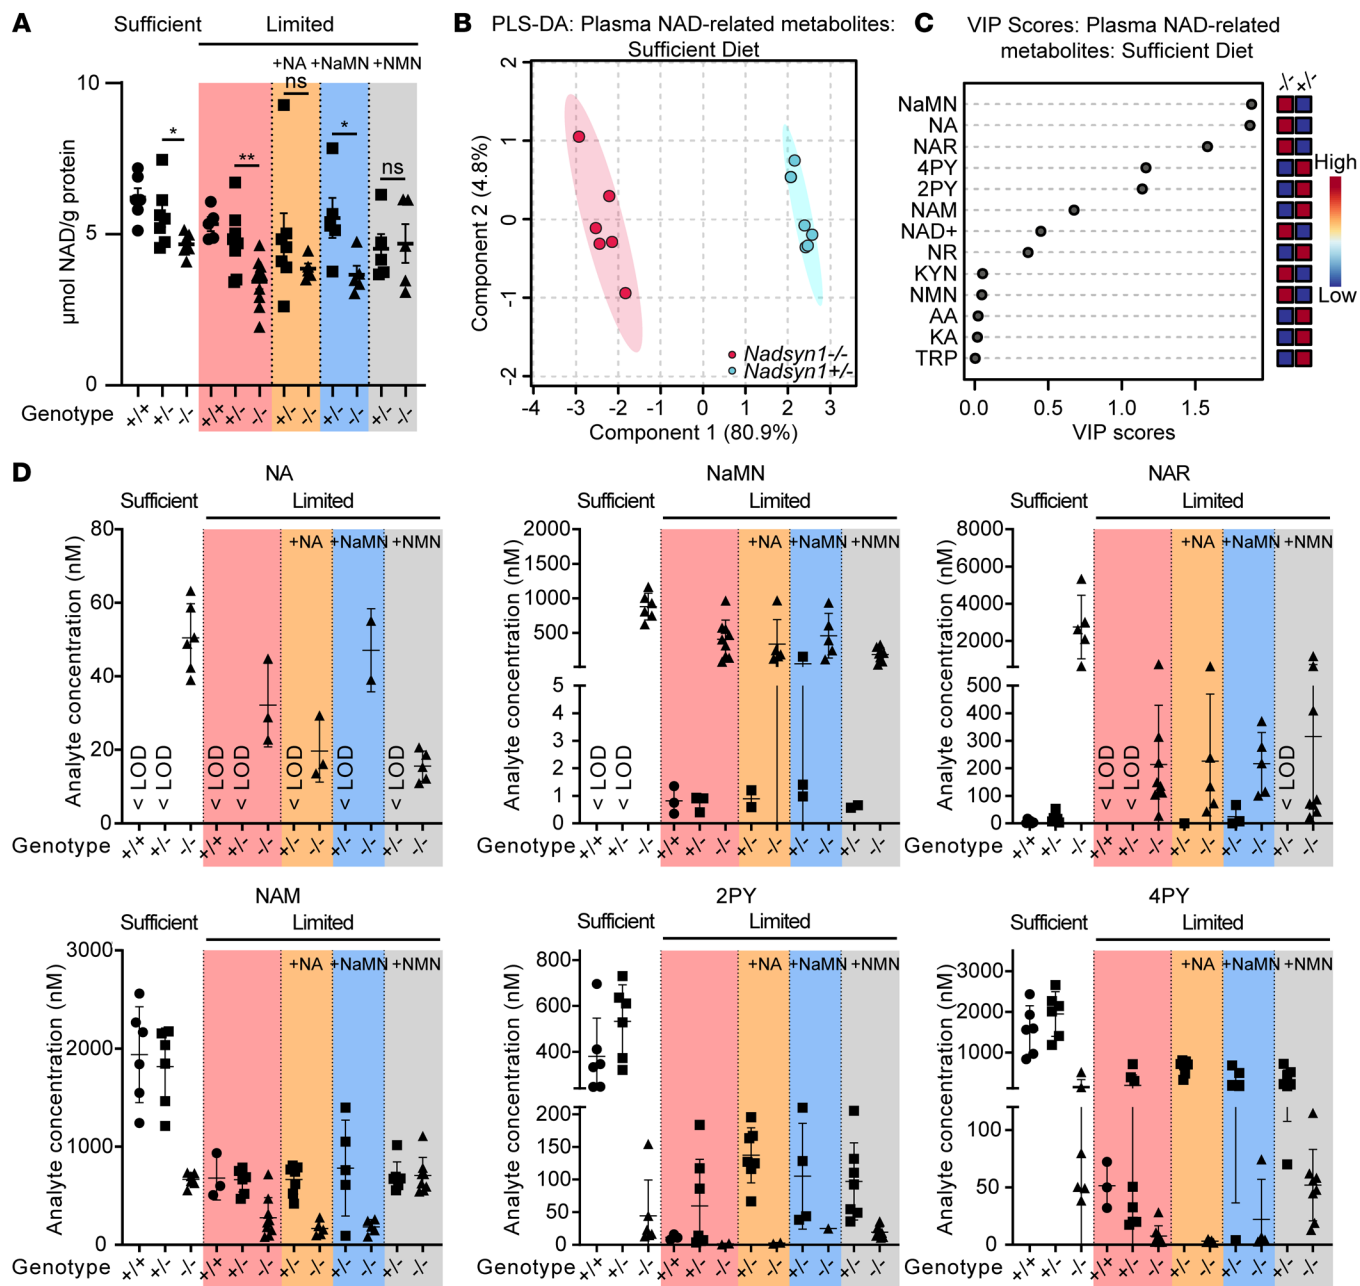 A
Sufficient Limited
+NA +NaMN +NMN
ns
*
**
*
ns
10
5
0
µmol NAD/g protein
Genotype +/+ +/- -/- +/+ +/- -/- +/- -/- +/- -/- +/- -/-
B
PLS-DA: Plasma NAD-related metabolites:
Sufficient Diet
2
1
0
-1
-2
Component 2 (4.8%)
Nadsyn1-/-
Nadsyn1+/-
-4 -3 -2 -1 0 1 2 3
Component 1 (80.9%)
C
VIP Scores: Plasma NAD-related
metabolites: Sufficient Diet
-/- +/-
NaMN
NA
NAR
4PY
2PY
NAM
NAD+
NR
KYN
NMN
AA
KA
TRP
High
Low
0.0 0.5 1.0 1.5
VIP scores
D
NA
Sufficient Limited
+NA +NaMN +NMN
80
60
40
20
0
Analyte concentration (nM)
< LOD < LOD < LOD < LOD < LOD < LOD < LOD
Genotype +/+ +/- -/- +/+ +/- -/- +/- -/- +/- -/- +/- -/-
NaMN
Sufficient Limited
+NA +NaMN +NMN
2000
1500
1000
500
5
4
3
2
1
0
Analyte concentration (nM)
< LOD < LOD
Genotype +/+ +/- -/- +/+ +/- -/- +/- -/- +/- -/- +/- -/-
NAR
Sufficient Limited
+NA +NaMN +NMN
8000
6000
4000
2000
500
400
300
200
100
0
Analyte concentration (nM)
< LOD < LOD < LOD
Genotype +/+ +/- -/- +/+ +/- -/- +/- -/- +/- -/- +/- -/-
NAM
Sufficient Limited
+NA +NaMN +NMN
3000
2000
1000
0
Analyte concentration (nM)
Genotype +/+ +/- -/- +/+ +/- -/- +/- -/- +/- -/- +/- -/-
2PY
Sufficient Limited
+NA +NaMN +NMN
800
600
400
200
150
100
50
0
Analyte concentration (nM)
Genotype +/+ +/- -/- +/+ +/- -/- +/- -/- +/- -/- +/- -/-
4PY
Sufficient Limited
+NA +NaMN +NMN
3000
2000
1000
100
50
0
Analyte concentration (nM)
Genotype +/+ +/- -/- +/+ +/- -/- +/- -/- +/- -/- +/- -/-